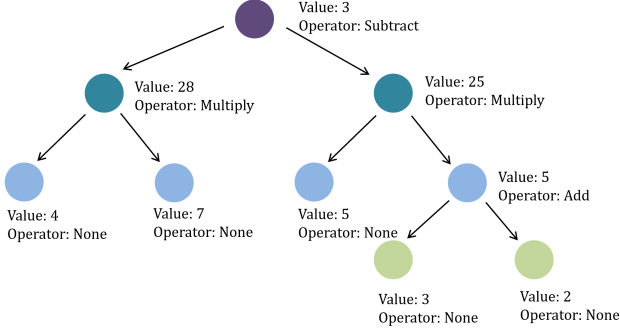 Value: 3
Operator: Subtract
Value: 28
Operator: Multiply
Value: 25
Operator: Multiply
Value: 4
Operator: None
Value: 7
Operator: None
Value: 5
Operator: None
Value: 5
Operator: Add
Value: 3
Operator: None
Value: 2
Operator: None